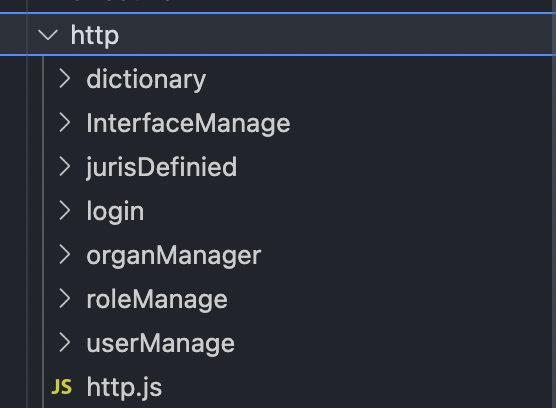 http
dictionary
InterfaceManage
jurisDefinied
login
organManager
roleManage
userManage
JS http.js